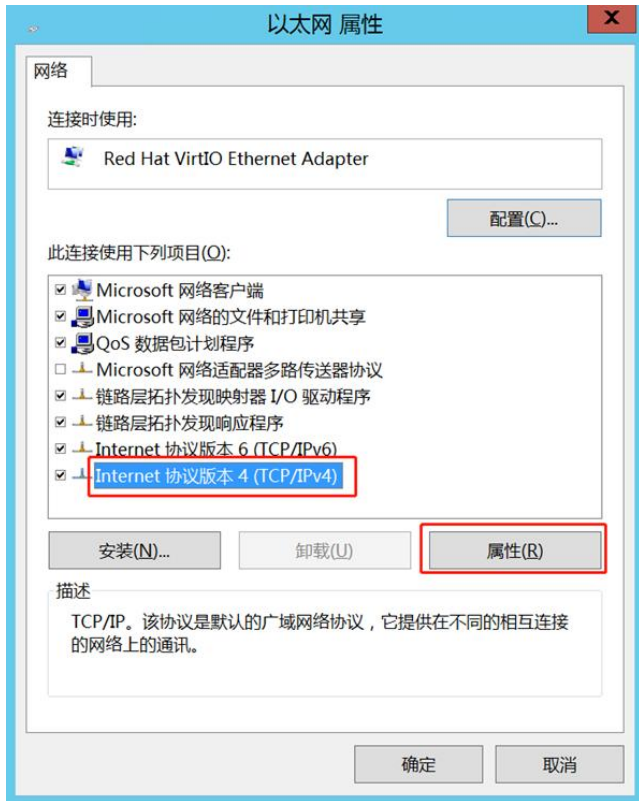 以太网 属性
网络
连接时使用:
Red Hat VirtIO Ethernet Adapter
配置(C)...
此连接使用下列项目(O):
Microsoft 网络客户端
Microsoft 网络的文件和打印机共享
QoS 数据包计划程序
Microsoft 网络适配器多路传送器协议
链路层拓扑发现映射器 I/O 驱动程序
链路层拓扑发现响应程序
Internet 协议版本 6 (TCP/IPv6)
Internet 协议版本 4 (TCP/IPv4)
安装(N)...
卸载(U)
属性(R)
描述
TCP/IP。该协议是默认的广域网络协议，它提供在不同的相互连接
的网络上的通讯。
确定
取消